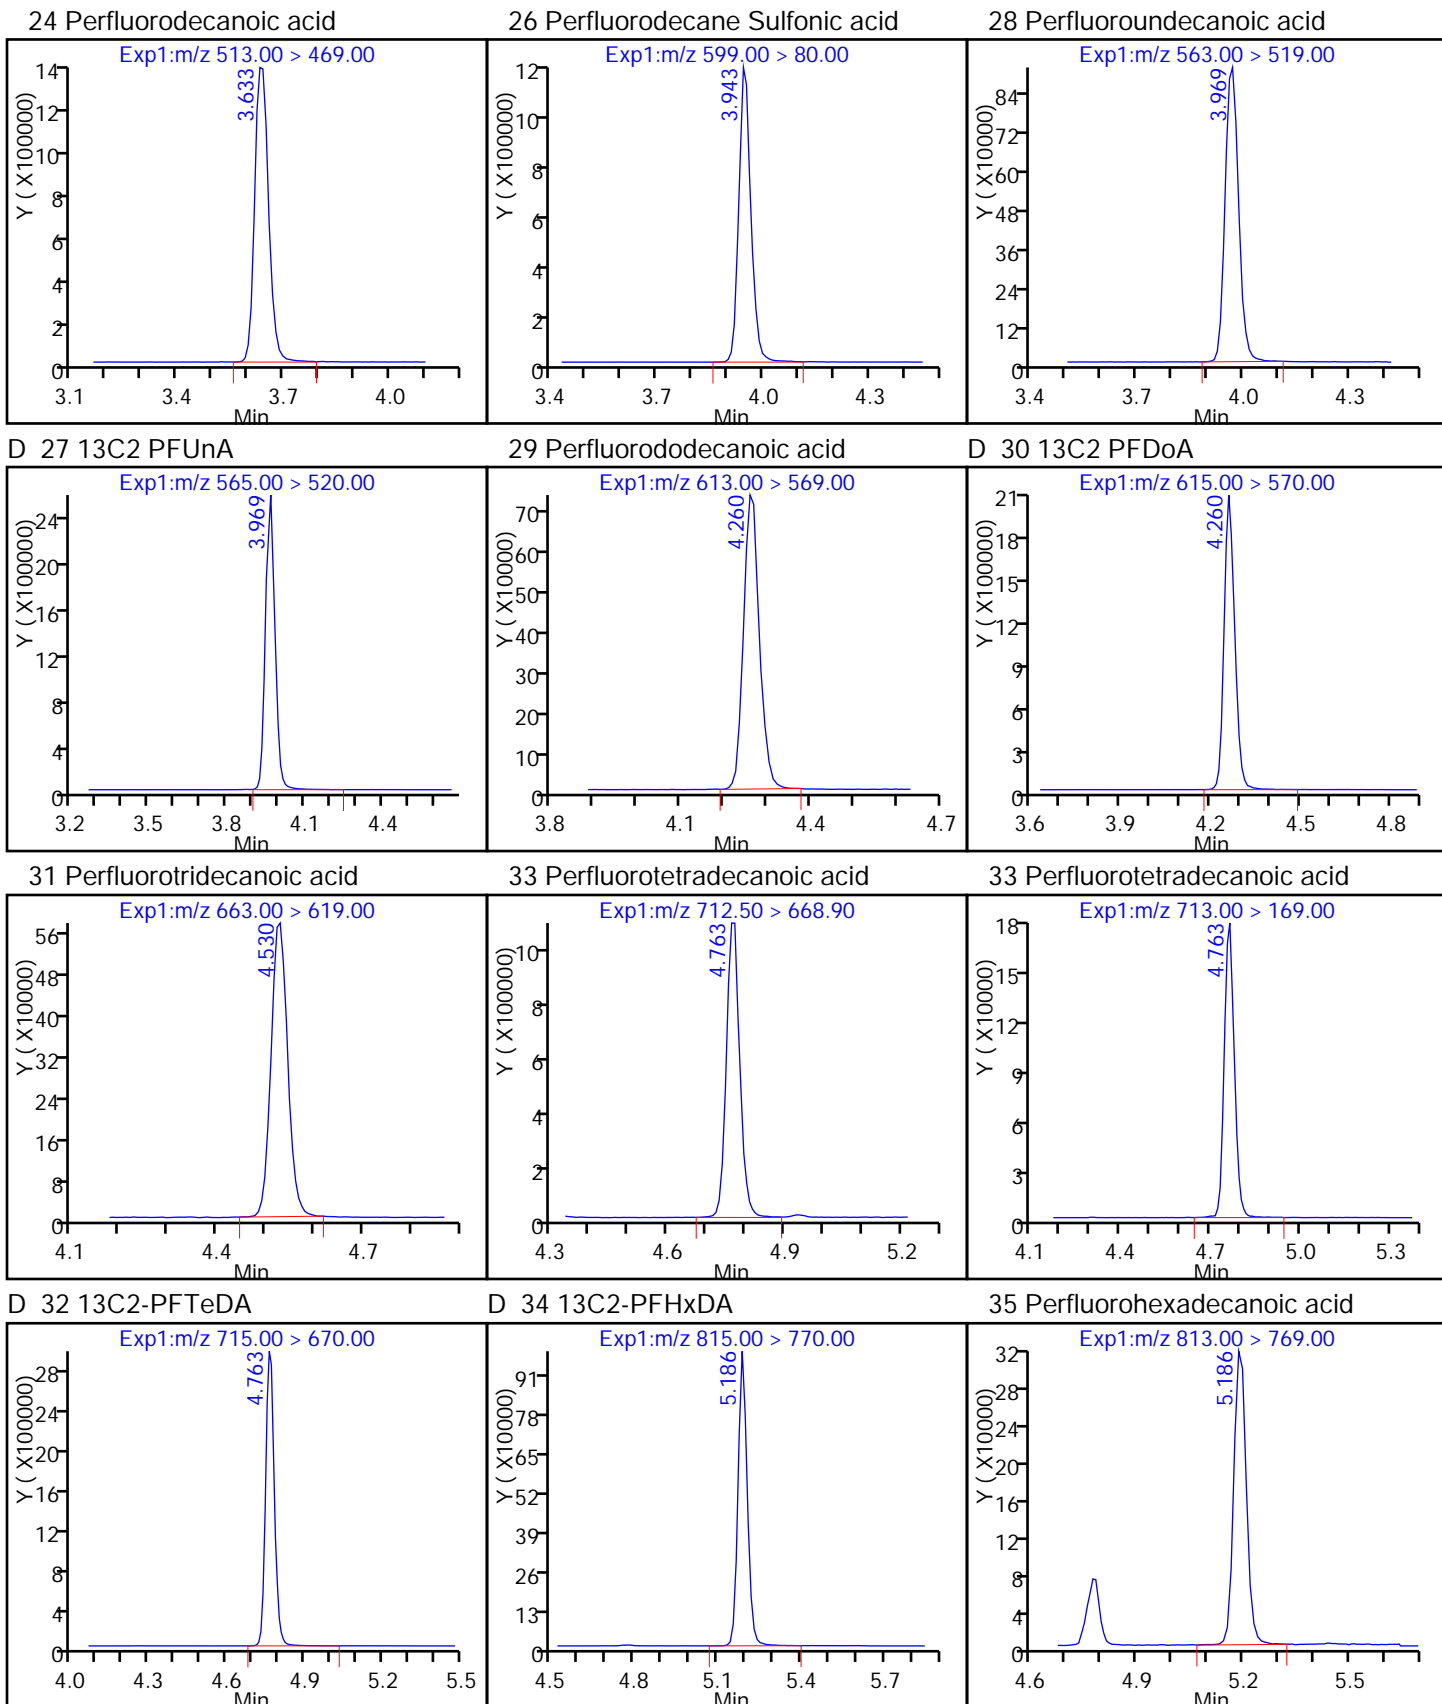 24 Perfluorodecanoic acid
Exp1:m/z 513.00 > 469.00
3.633
Y ( X100000)
14
12
10
8
6
4
2
0
3.1 3.4 3.7 4.0
Min
26 Perfluorodecane Sulfonic acid
Exp1:m/z 599.00 > 80.00
3.943
Y ( X100000)
12
10
8
6
4
2
0
3.4 3.7 4.0 4.3
Min
28 Perfluoroundecanoic acid
Exp1:m/z 563.00 > 519.00
3.969
Y ( X10000)
84
72
60
48
36
24
12
0
3.4 3.7 4.0 4.3
Min
D 27 13C2 PFUnA
Exp1:m/z 565.00 > 520.00
3.969
Y ( X100000)
24
20
16
12
8
4
0
3.2 3.5 3.8 4.1 4.4
Min
29 Perfluorododecanoic acid
Exp1:m/z 613.00 > 569.00
4.260
Y ( X10000)
70
60
50
40
30
20
10
0
3.8 4.1 4.4 4.7
Min
D 30 13C2 PFDoA
Exp1:m/z 615.00 > 570.00
4.260
Y ( X100000)
21
18
15
12
9
6
3
0
3.6 3.9 4.2 4.5 4.8
Min
31 Perfluorotridecanoic acid
Exp1:m/z 663.00 > 619.00
4.530
Y ( X10000)
56
48
40
32
24
16
8
0
4.1 4.4 4.7
Min
33 Perfluorotetradecanoic acid
Exp1:m/z 712.50 > 668.90
4.763
Y ( X100000)
10
8
6
4
2
0
4.3 4.6 4.9 5.2
Min
33 Perfluorotetradecanoic acid
Exp1:m/z 713.00 > 169.00
4.763
Y ( X10000)
18
15
12
9
6
3
0
4.1 4.4 4.7 5.0 5.3
Min
D 32 13C2-PFTeDA
Exp1:m/z 715.00 > 670.00
4.763
Y ( X100000)
28
24
20
16
12
8
4
0
4.0 4.3 4.6 4.9 5.2 5.5
Min
D 34 13C2-PFHxDA
Exp1:m/z 815.00 > 770.00
5.186
Y ( X100000)
91
78
65
52
39
26
13
0
4.5 4.8 5.1 5.4 5.7
Min
35 Perfluorohexadecanoic acid
Exp1:m/z 813.00 > 769.00
5.186
Y ( X10000)
32
28
24
20
16
12
8
4
0
4.6 4.9 5.2 5.5
Min